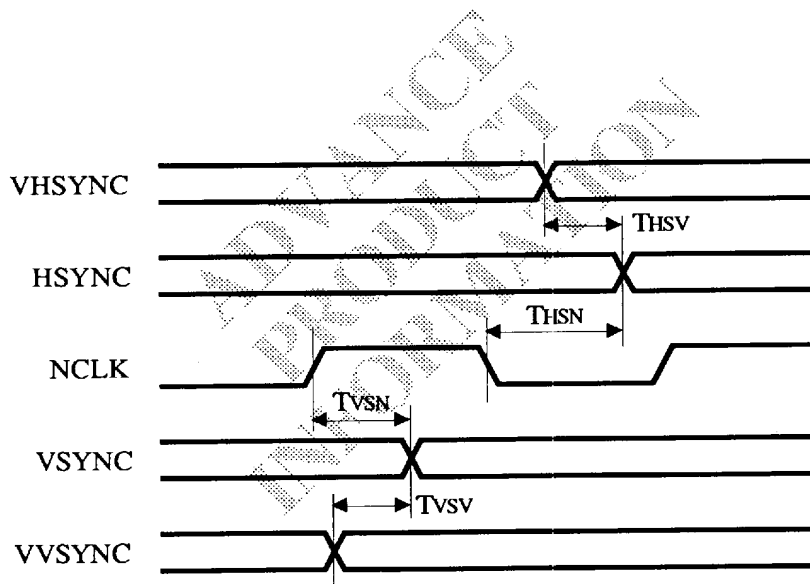 ADVANCE
PRODUCT
INFORMATION
VHSYNC
THSV
HSYNC
THSN
NCLK
TVSN
VSYNC
TVSV
VVSYNC